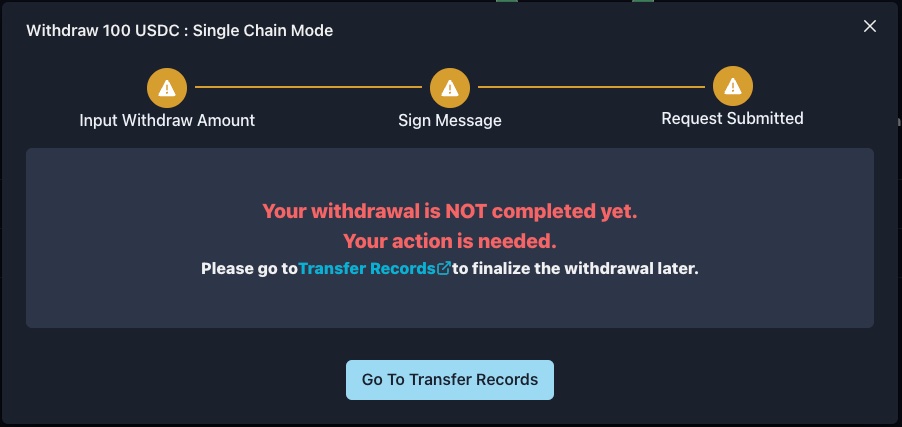 Withdraw 100 USDC : Single Chain Mode
Input Withdraw Amount
Sign Message
Request Submitted
Your withdrawal is NOT completed yet.
Your action is needed.
Please go toTransfer Recordsto finalize the withdrawal later.
Go To Transfer Records